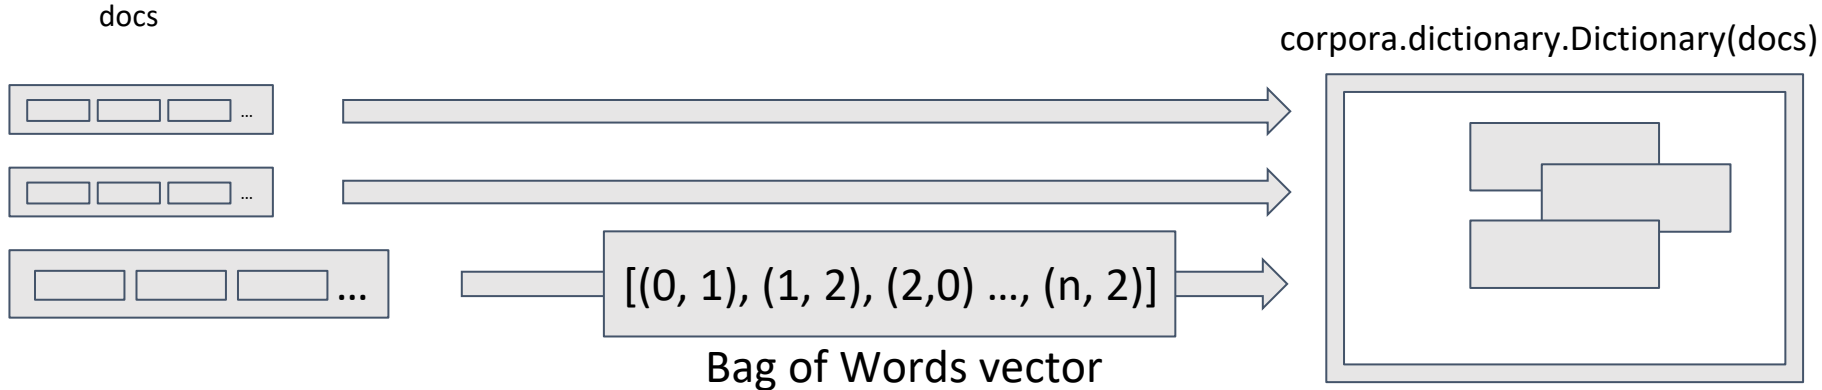 docs
corpora.dictionary.Dictionary(docs)
...
...
...
[(0, 1), (1, 2), (2,0) ..., (n, 2)]
Bag of Words vector